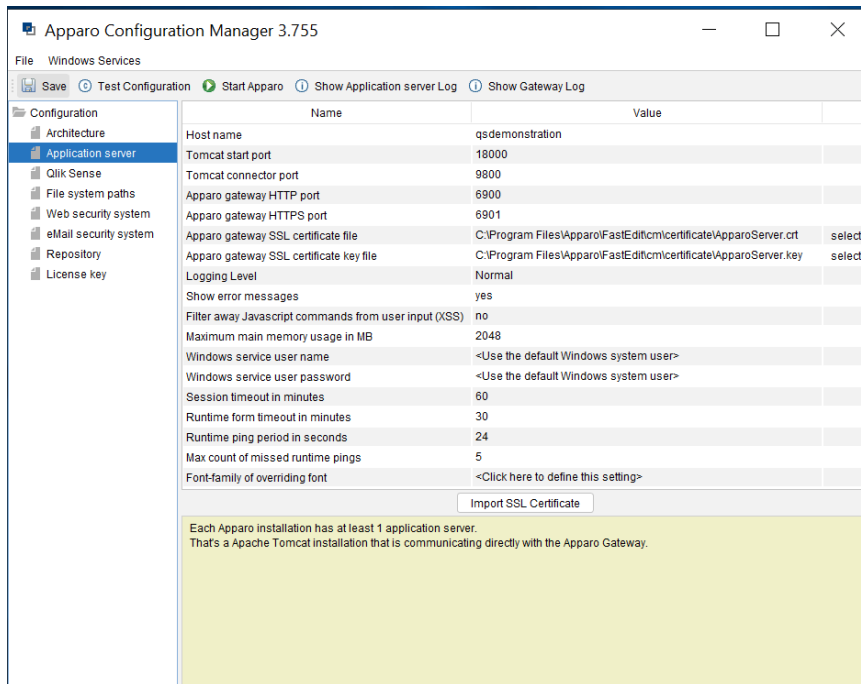 Apparo Configuration Manager 3.755
File Windows Services
Save Test Configuration Start Apparo Show Application server Log Show Gateway Log
Configuration
Architecture
Application server
Qlik Sense
File system paths
Web security system
eMail security system
Repository
License key
Name Value
Host name qsdemonstration
Tomcat start port 18000
Tomcat connector port 9800
Apparo gateway HTTP port 6900
Apparo gateway HTTPS port 6901
Apparo gateway SSL certificate file C:\Program Files\Apparo\FastEdit\cm\certificate\ApparoServer.crt select
Apparo gateway SSL certificate key file C:\Program Files\Apparo\FastEdit\cm\certificate\ApparoServer.key select
Logging Level Normal
Show error messages yes
Filter away Javascript commands from user input (XSS) no
Maximum main memory usage in MB 2048
Windows service user name <Use the default Windows system user>
Windows service user password <Use the default Windows system user>
Session timeout in minutes 60
Runtime form timeout in minutes 30
Runtime ping period in seconds 24
Max count of missed runtime pings 5
Font-family of overriding font <Click here to define this setting>
Import SSL Certificate
Each Apparo installation has at least 1 application server.
That's a Apache Tomcat installation that is communicating directly with the Apparo Gateway.